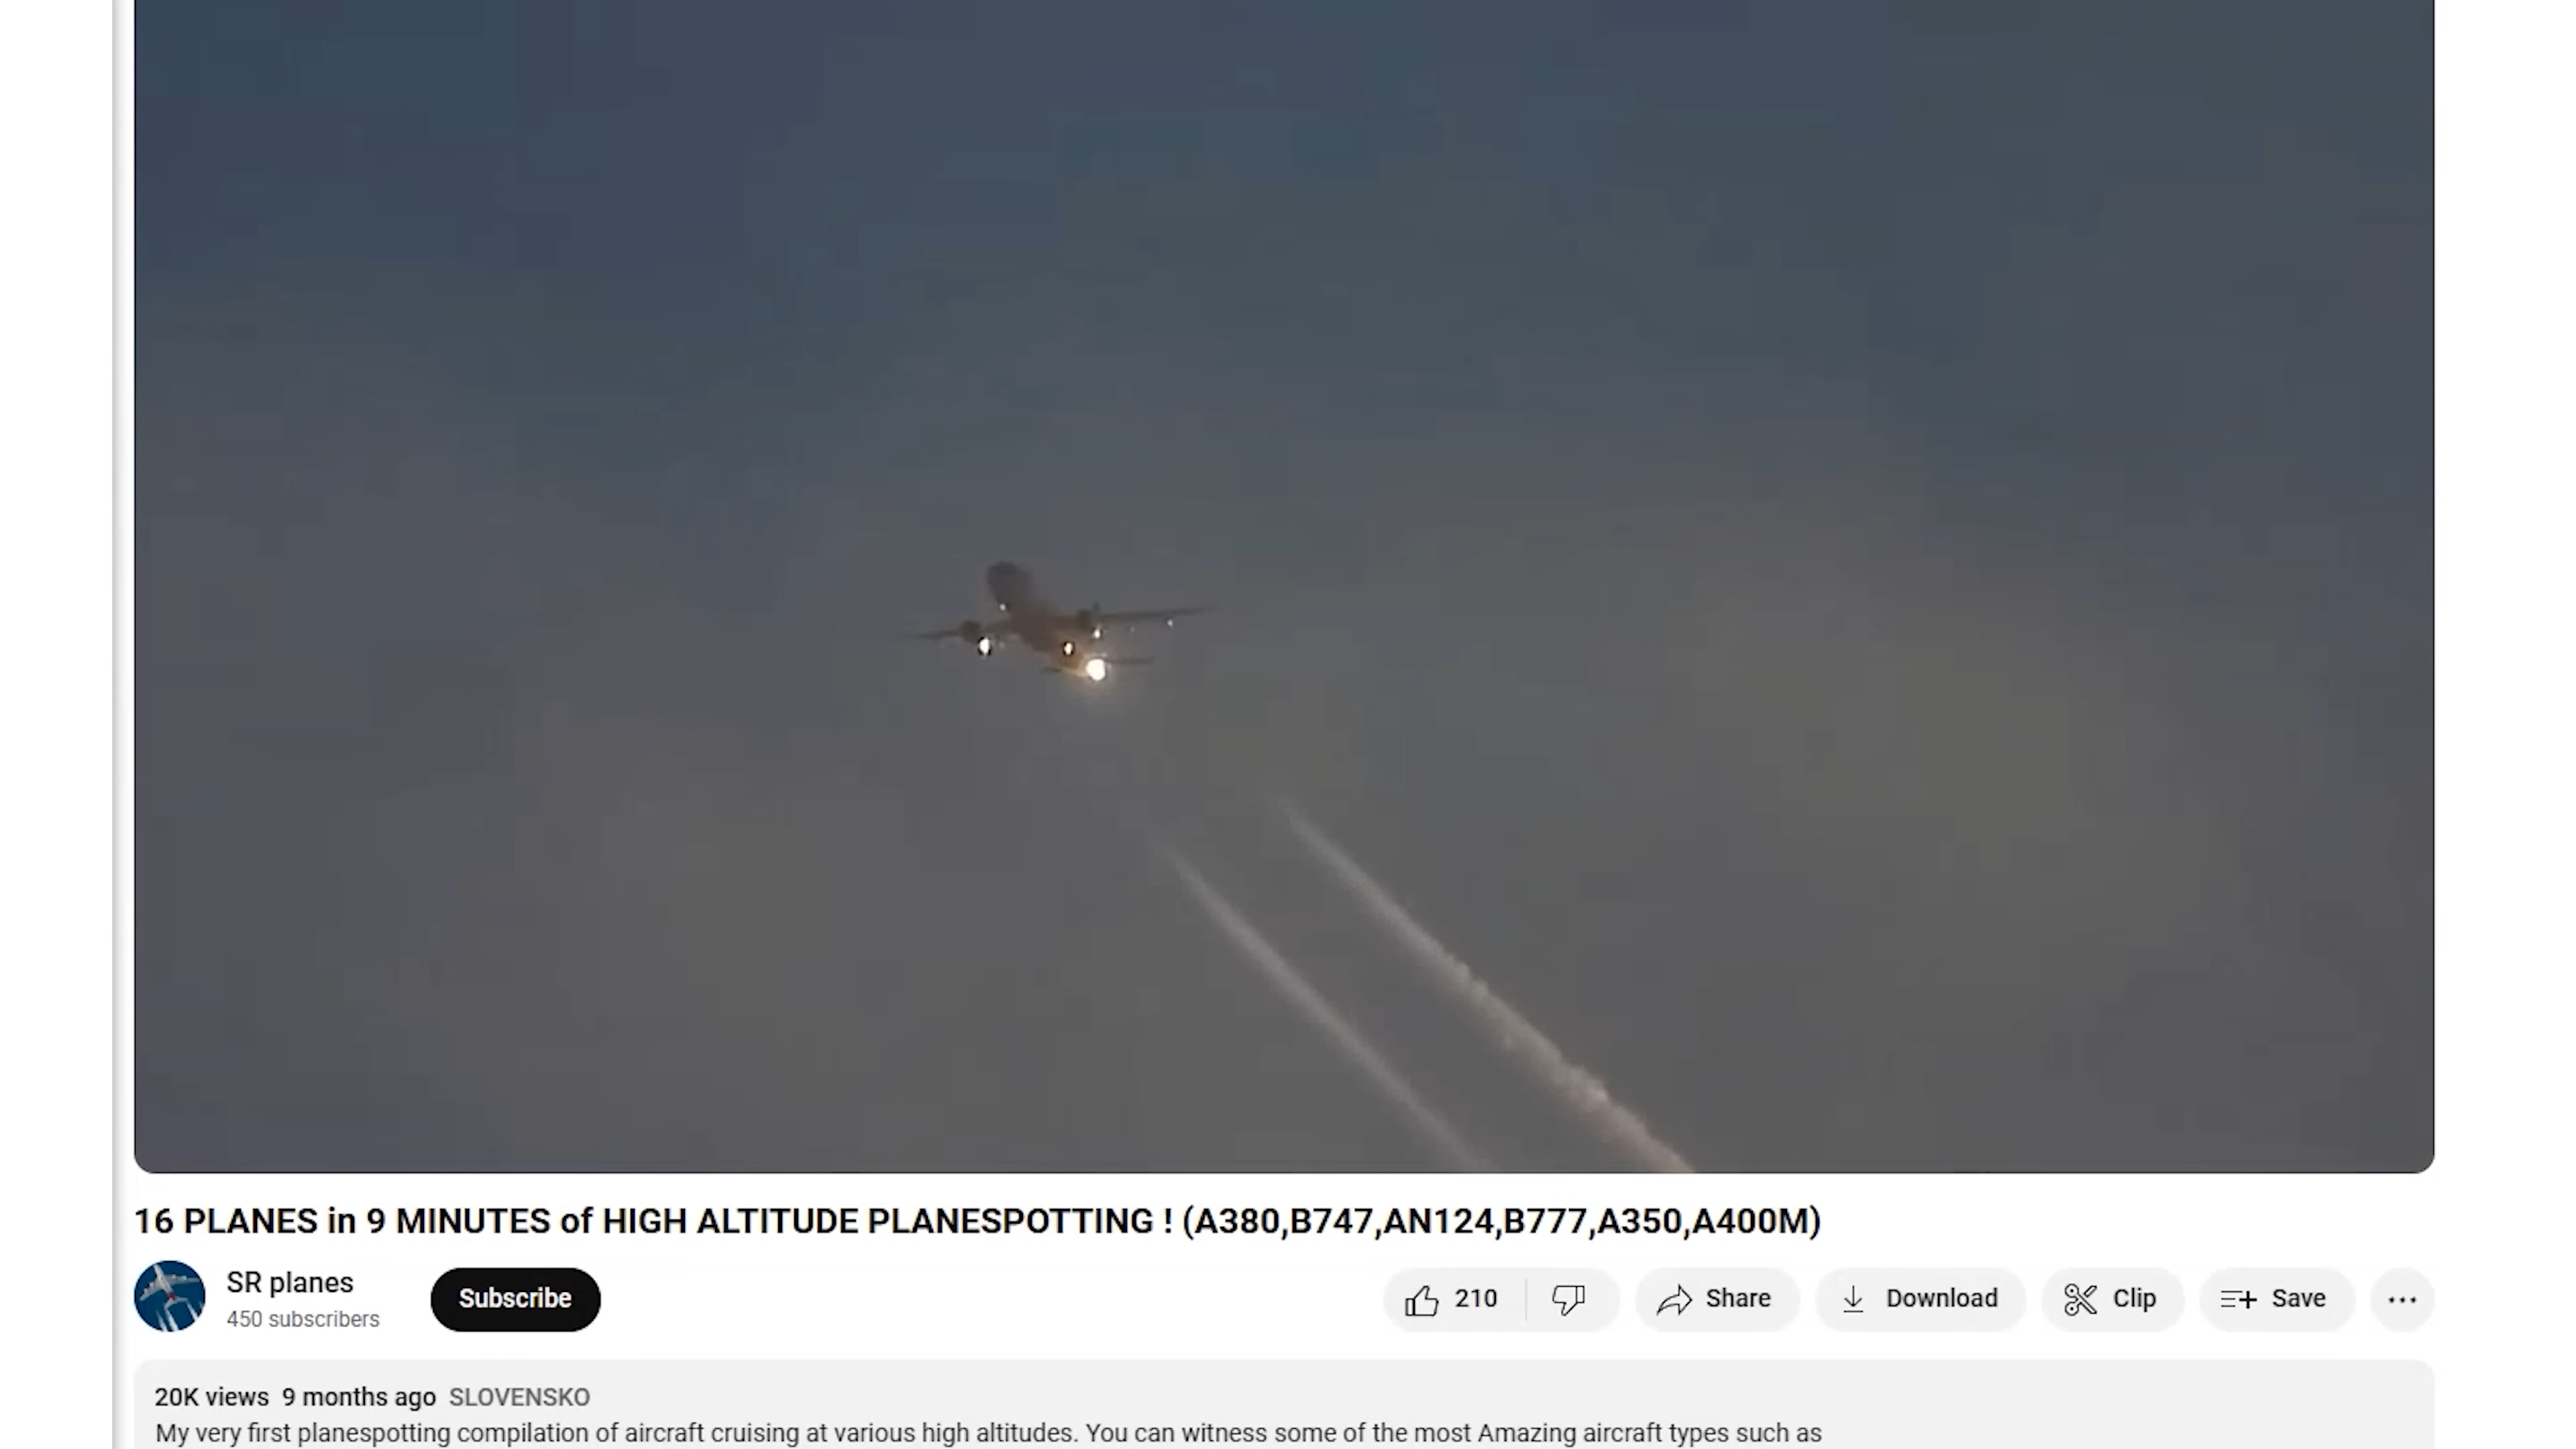 16 PLANES in 9 MINUTES of HIGH ALTITUDE PLANESPOTTING ! (A380,B747,AN124,B777,A350,A400M)
SR planes
450 subscribers
Subscribe
210
Share
Download
Clip
Save
20K views 9 months ago SLOVENSKO
My very first planespotting compilation of aircraft cruising at various high altitudes. You can witness some of the most Amazing aircraft types such as